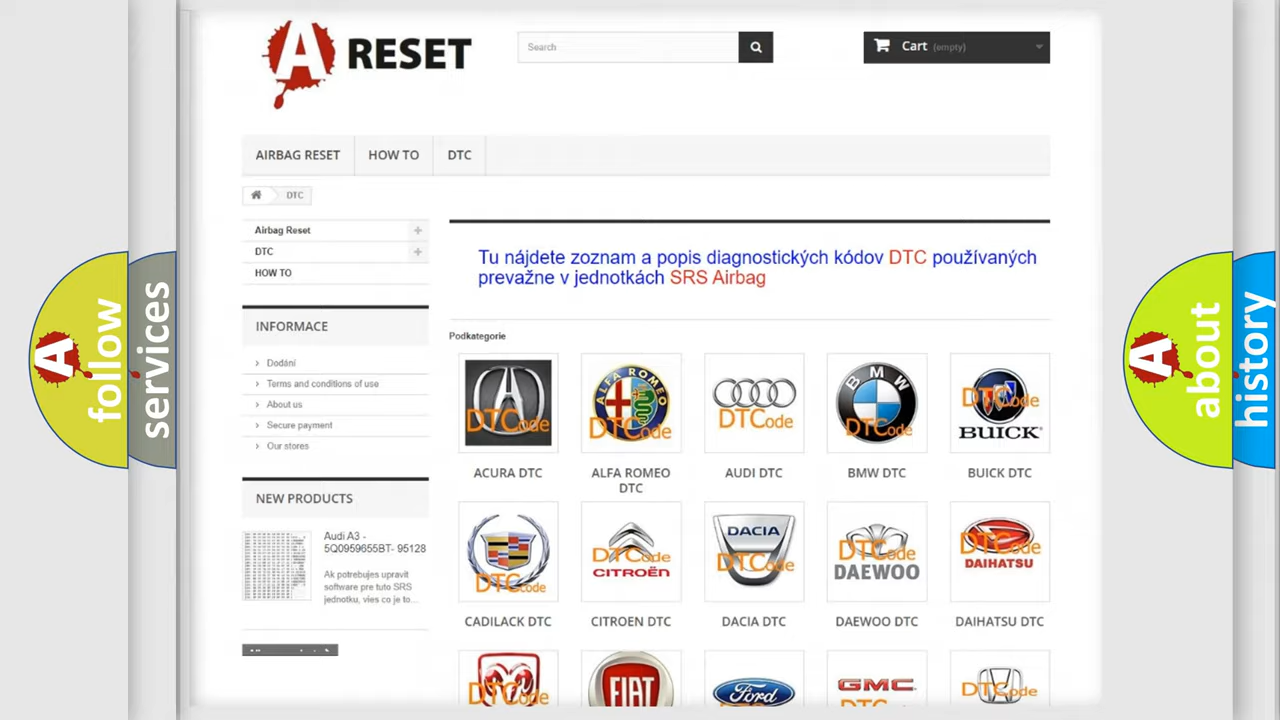 A RESET
Search
Cart (empty)
AIRBAG RESET
HOW TO
DTC
DTC
Airbag Reset
DTC
HOW TO
INFORMACE
Dodání
Terms and conditions of use
About us
Secure payment
Our stores
NEW PRODUCTS
Audi A3 -
5Q0959655BT- 95128
Ak potrebujes upravit
software pre tuto SRS
jednotku, vies co je to...
Tu nájdete zoznam a popis diagnostických kódov DTC používaných
prevažne v jednotkách SRS Airbag
Podkategorie
DTCode
ALFA ROMEO
DTCode
DTCode
BMW
DTCode
DTCode
BUICK
ACURA DTC
ALFA ROMEO
DTC
AUDI DTC
BMW DTC
BUICK DTC
DTCode
DTCode
CITROËN
DACIA
DTCode
DTCode
DAEWOO
DTCode
DAIHATSU
CADILACK DTC
CITROEN DTC
DACIA DTC
DAEWOO DTC
DAIHATSU DTC
DTCode
FIAT
Ford
GMC
DTCode
A follow
services
A about
history